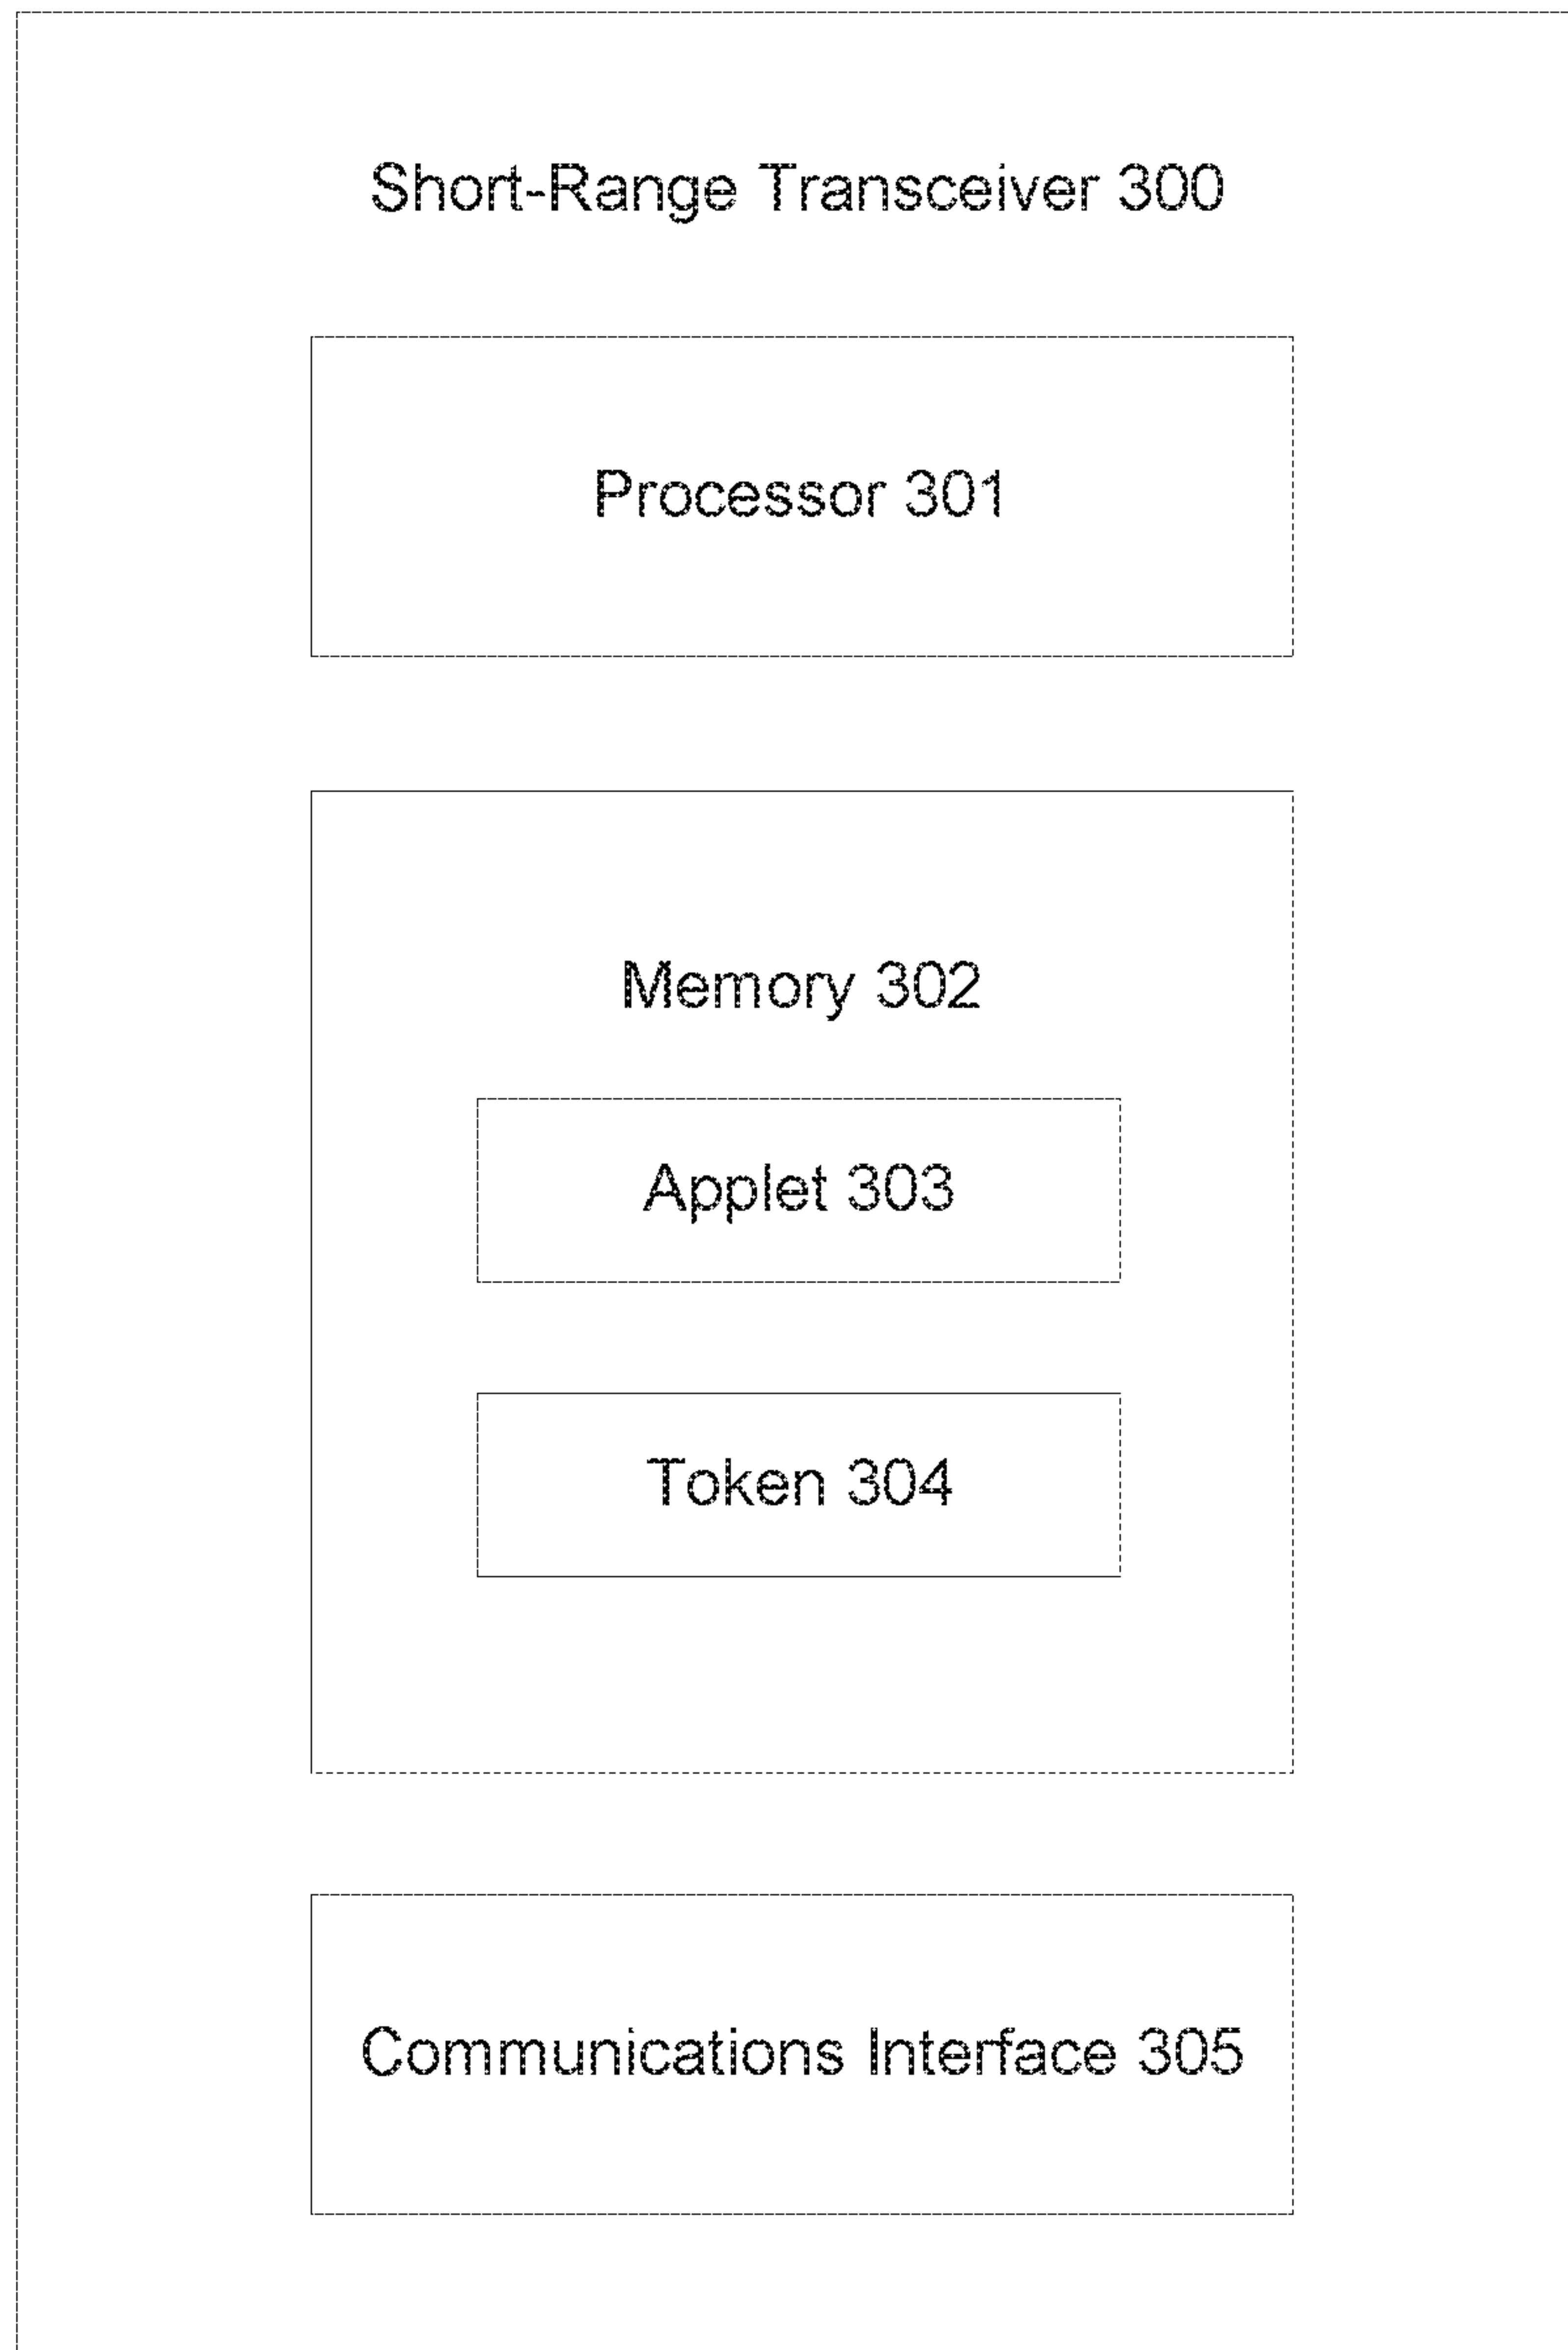 Short-Range Transceiver 300
Processor 301
Memory 302
Applet 303
Token 304
Communications Interface 305